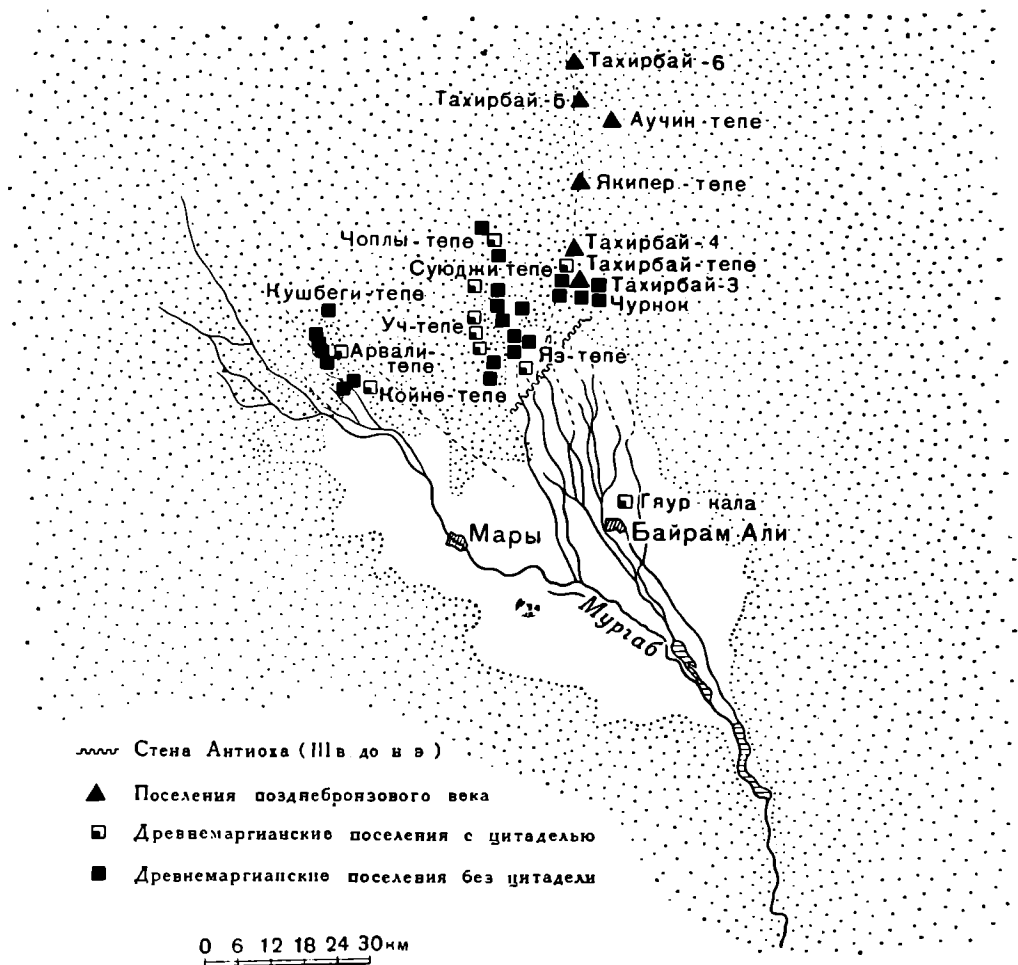 Тахирбай-6
Тахирбай-5
Аучин тепе
Якипер-тепе
Чоплы-тепе
Тахирбай-4
Суюджи тепе
Тахирбай-тепе
Тахирбай-3
Чурнок
Кушбеги-тепе
Уч-тепе
Яз-тепе
Арвали-
тепе
Койне-тепе
Гяур кала
Байрам Али
Мары
Мургаб
Стена Антиоха (III в до н э)
Поселения позднебронзового века
Древнемаргианские поселения с цитаделью
Древнемаргианские поселения без цитадели
0 6 12 18 24 30 км